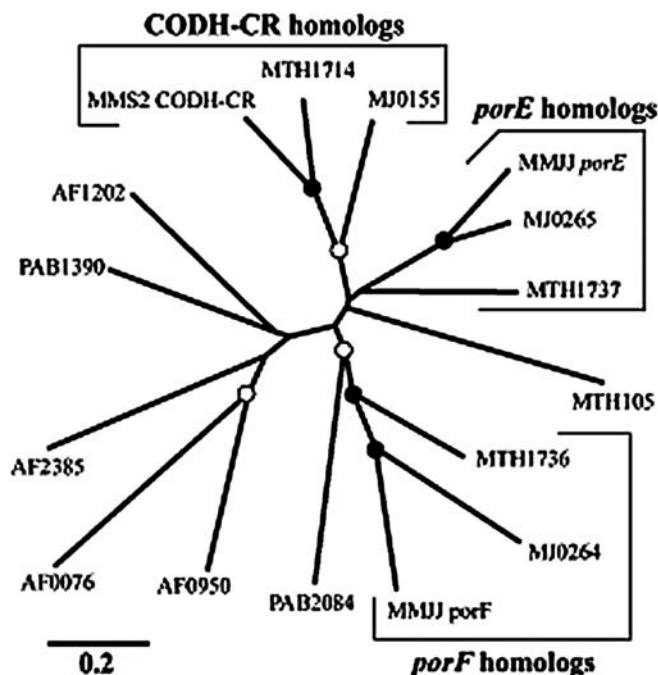 CODH-CR homologs
MTH1714
MMS2 CODH-CR
MJ0155
porE homologs
MMJJ porE
AF1202
MJ0265
PAB1390
MTH1737
MTH105
AF2385
MTH1736
MJ0264
AF0076
AF0950
PAB2084
MMJJ porF
0.2
porF homologs